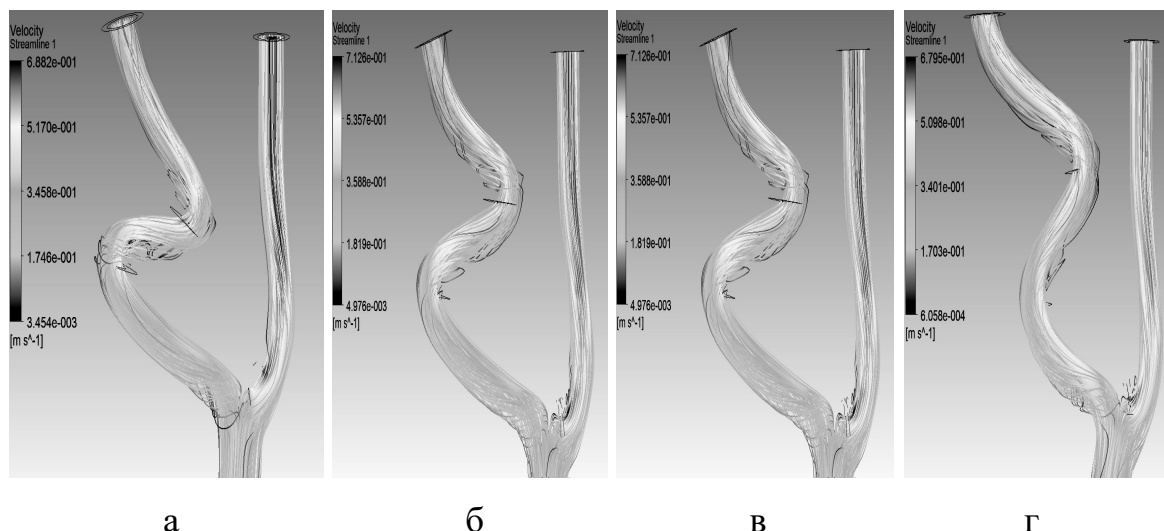 Velocity
Streamline 1
6.882e-001
5.170e-001
3.458e-001
1.746e-001
3.454e-003
[m s^-1]
Velocity
Streamline 1
7.126e-001
5.357e-001
3.588e-001
1.819e-001
4.976e-003
[m s^-1]
Velocity
Streamline 1
7.126e-001
5.357e-001
3.588e-001
1.819e-001
4.976e-003
[m s^-1]
Velocity
Streamline 1
6.795e-001
5.098e-001
3.401e-001
1.703e-001
6.058e-004
[m s^-1]
а
б
в
г